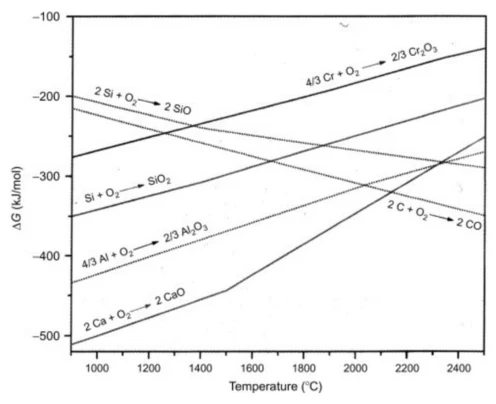 −100
−200
−300
−400
−500
ΔG (kJ/mol)
4/3 Cr + O₂ → 2/3 Cr₂O₃
2 Si + O₂ → 2 SiO
Si + O₂ → SiO₂
4/3 Al + O₂ → 2/3 Al₂O₃
2 C + O₂ → 2 CO
2 Ca + O₂ → 2 CaO
1000 1200 1400 1600 1800 2000 2200 2400
Temperature (°C)